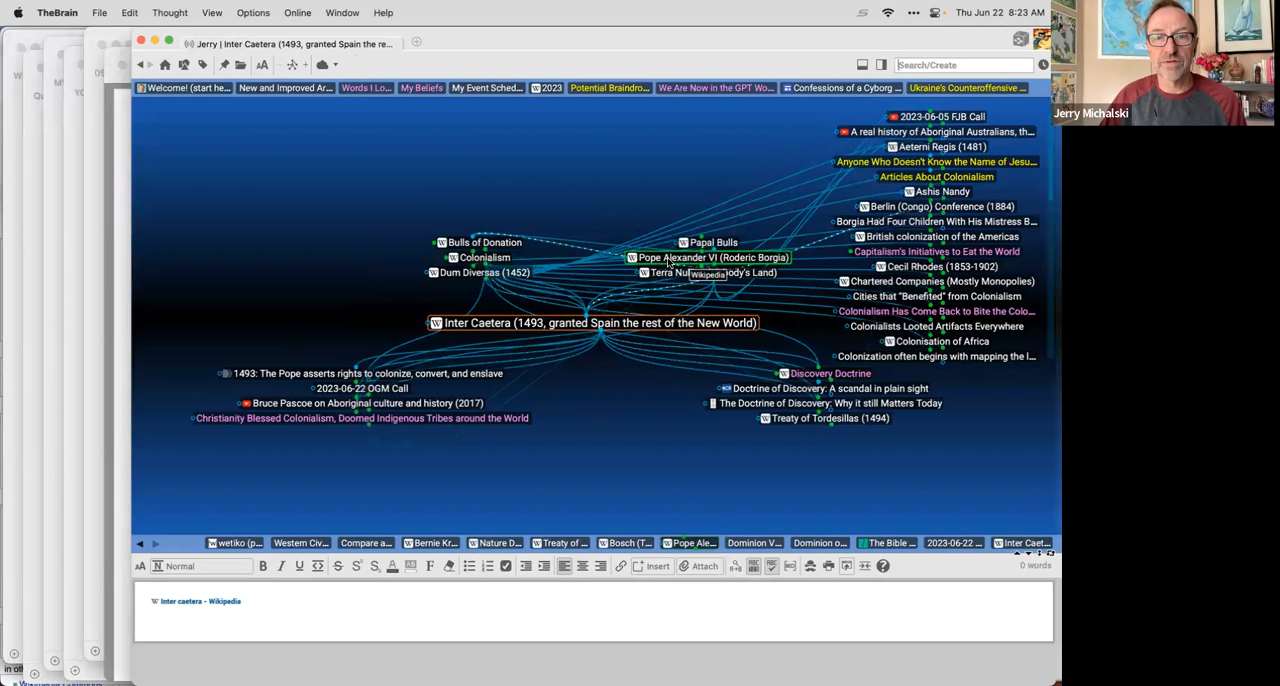 TheBrain File Edit Thought View Options Online Window Help Thu Jun 22 8:23 AM
Jerry | Inter Caetera (1493, granted Spain the re...
Search/Create
Welcome! (start he... New and Improved Ar... Words I Lo... My Beliefs My Event Sched... 2023 Potential Braindro... We Are Now in the GPT Wo... Confessions of a Cyborg ... Ukraine's Counteroffensive ...
Jerry Michalski
2023-06-05 FJB Call
A real history of Aboriginal Australians, th...
Aeterni Regis (1481)
Anyone Who Doesn't Know the Name of Jesu...
Articles About Colonialism
Ashis Nandy
Berlin (Congo) Conference (1884)
Borgia Had Four Children With His Mistress B...
British colonization of the Americas
Capitalism's Initiatives to Eat the World
Cecil Rhodes (1853-1902)
Chartered Companies (Mostly Monopolies)
Cities that "Benefited" from Colonialism
Colonialism Has Come Back to Bite the Colo...
Colonialists Looted Artifacts Everywhere
Colonisation of Africa
Colonization often begins with mapping the l...
Bulls of Donation
Colonialism
Dum Diversas (1452)
Papal Bulls
Pope Alexander VI (Roderic Borgia)
Terra Nu ody's Land)
Wikipedia
Inter Caetera (1493, granted Spain the rest of the New World)
1493: The Pope asserts rights to colonize, convert, and enslave
2023-06-22 OGM Call
Bruce Pascoe on Aboriginal culture and history (2017)
Christianity Blessed Colonialism, Doomed Indigenous Tribes around the World
Discovery Doctrine
Doctrine of Discovery: A scandal in plain sight
The Doctrine of Discovery: Why it still Matters Today
Treaty of Tordesillas (1494)
wetiko (p... Western Civ... Compare a... Bernie Kr... Nature D... Treaty of ... Bosch (T... Pope Ale... Dominion V... Dominion o... The Bible ... 2023-06-22 ... Inter Caet...
Normal B I U Insert Attach 0 words
Inter caetera - Wikipedia